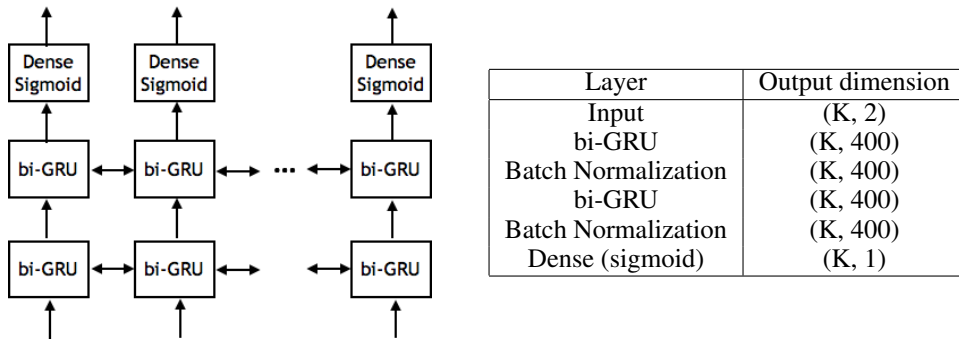 Dense
Sigmoid
Dense
Sigmoid
Dense
Sigmoid
bi-GRU
bi-GRU
...
bi-GRU
bi-GRU
bi-GRU
bi-GRU
Layer Output dimension
Input (K, 2)
bi-GRU (K, 400)
Batch Normalization (K, 400)
bi-GRU (K, 400)
Batch Normalization (K, 400)
Dense (sigmoid) (K, 1)